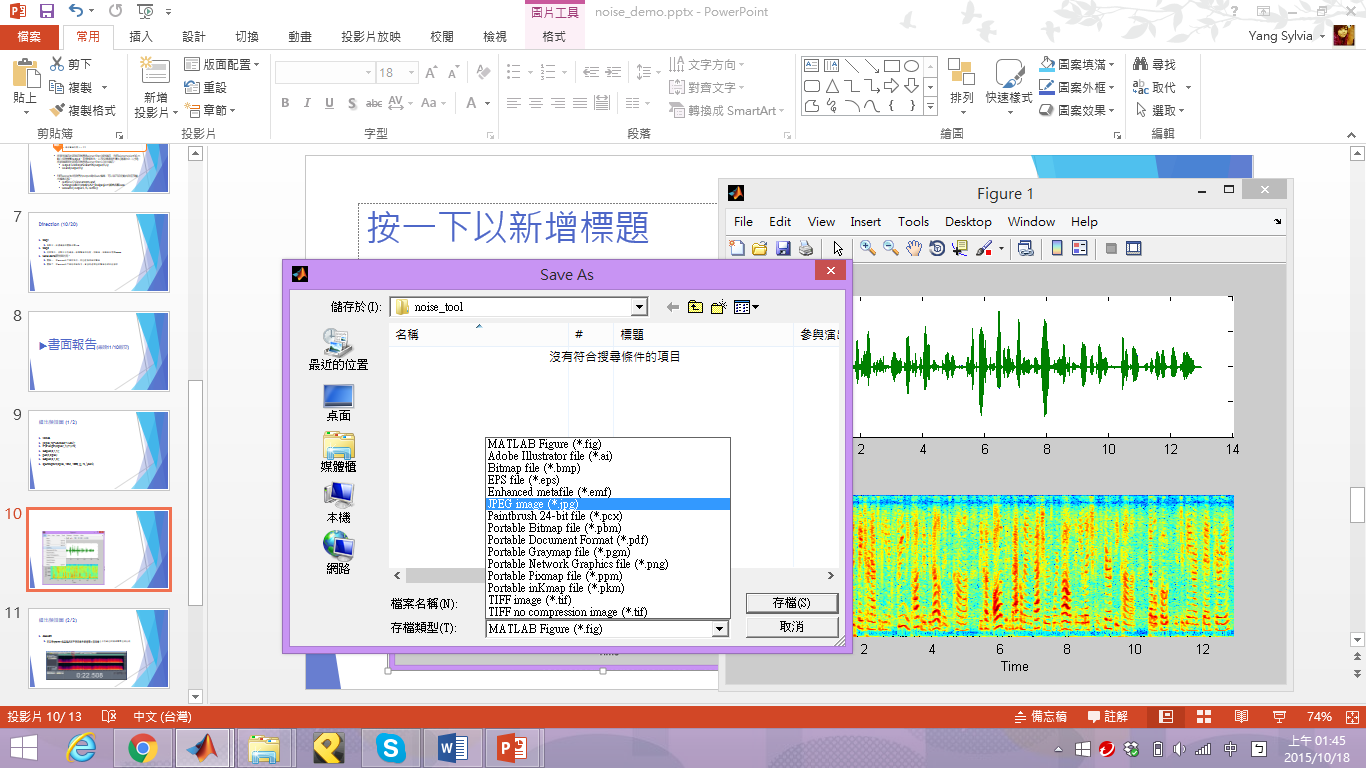 noise_demo.pptx - PowerPoint
圖片工具
檔案 常用 插入 設計 切換 動畫 投影片放映 校閱 檢視 格式
Yang Sylvia
貼上
剪下
複製
複製格式
剪貼簿
新增投影片
版面配置
重設
章節
投影片
18
B I U S abc AV Aa A
字型
文字方向
對齊文字
轉換成 SmartArt
段落
排列
快速樣式
圖案填滿
圖案外框
圖案效果
繪圖
尋找
取代
選取
編輯
7
Direction (10/20)
8
書面報告
9
10
11
0:22.588
按一下以新增標題
Figure 1
File Edit View Insert Tools Desktop Window Help
2 4 6 8 10 12 14
2 4 6 8 10 12
Time
Save As
儲存於(I):
noise_tool
名稱 # 標題 參與演出
沒有符合搜尋條件的項目
最近的位置
桌面
媒體櫃
本機
網路
MATLAB Figure (*.fig)
Adobe Illustrator file (*.ai)
Bitmap file (*.bmp)
EPS file (*.eps)
Enhanced metafile (*.emf)
JPEG image (*.jpg)
Paintbrush 24-bit file (*.pcx)
Portable Bitmap file (*.pbm)
Portable Document Format (*.pdf)
Portable Graymap file (*.pgm)
Portable Network Graphics file (*.png)
Portable Pixmap file (*.ppm)
Portable inKmap file (*.pkm)
TIFF image (*.tif)
TIFF no compression image (*.tif)
檔案名稱(N):
存檔(S)
存檔類型(T):
MATLAB Figure (*.fig)
取消
投影片 10/ 13
中文 (台灣)
備忘稿
註解
74%
中
上午 01:45
2015/10/18